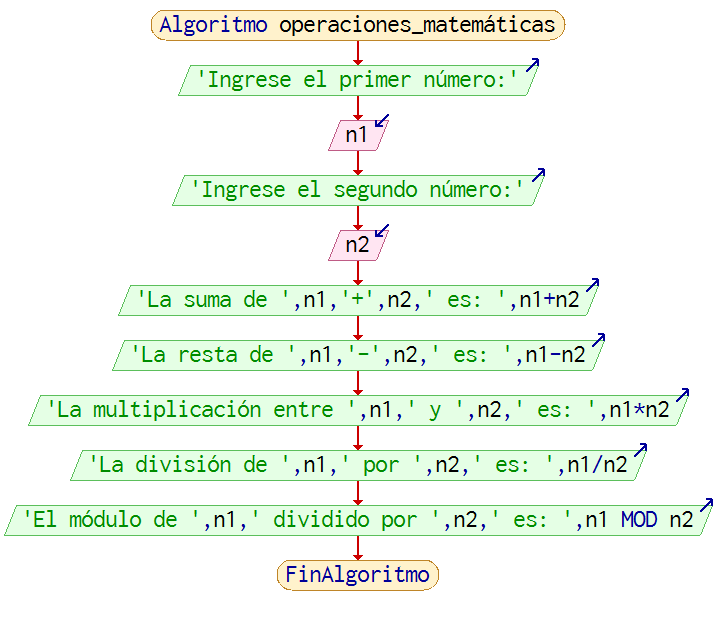 Algoritmo operaciones_matemáticas
'Ingrese el primer número:'
n1
'Ingrese el segundo número:'
n2
'La suma de ',n1,'+',n2,' es: ',n1+n2
'La resta de ',n1,'-',n2,' es: ',n1-n2
'La multiplicación entre ',n1,' y ',n2,' es: ',n1*n2
'La división de ',n1,' por ',n2,' es: ',n1/n2
'El módulo de ',n1,' dividido por ',n2,' es: ',n1 MOD n2
FinAlgoritmo